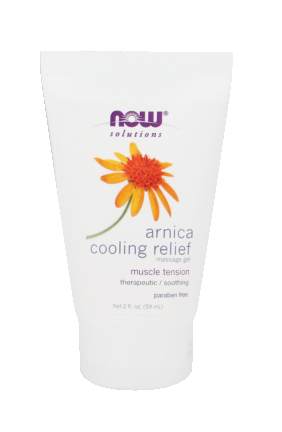 now®
solutions
arnica
cooling relief
massage gel
muscle tension
therapeutic / soothing
paraben free
Net 2 fl. oz. (59 mL)